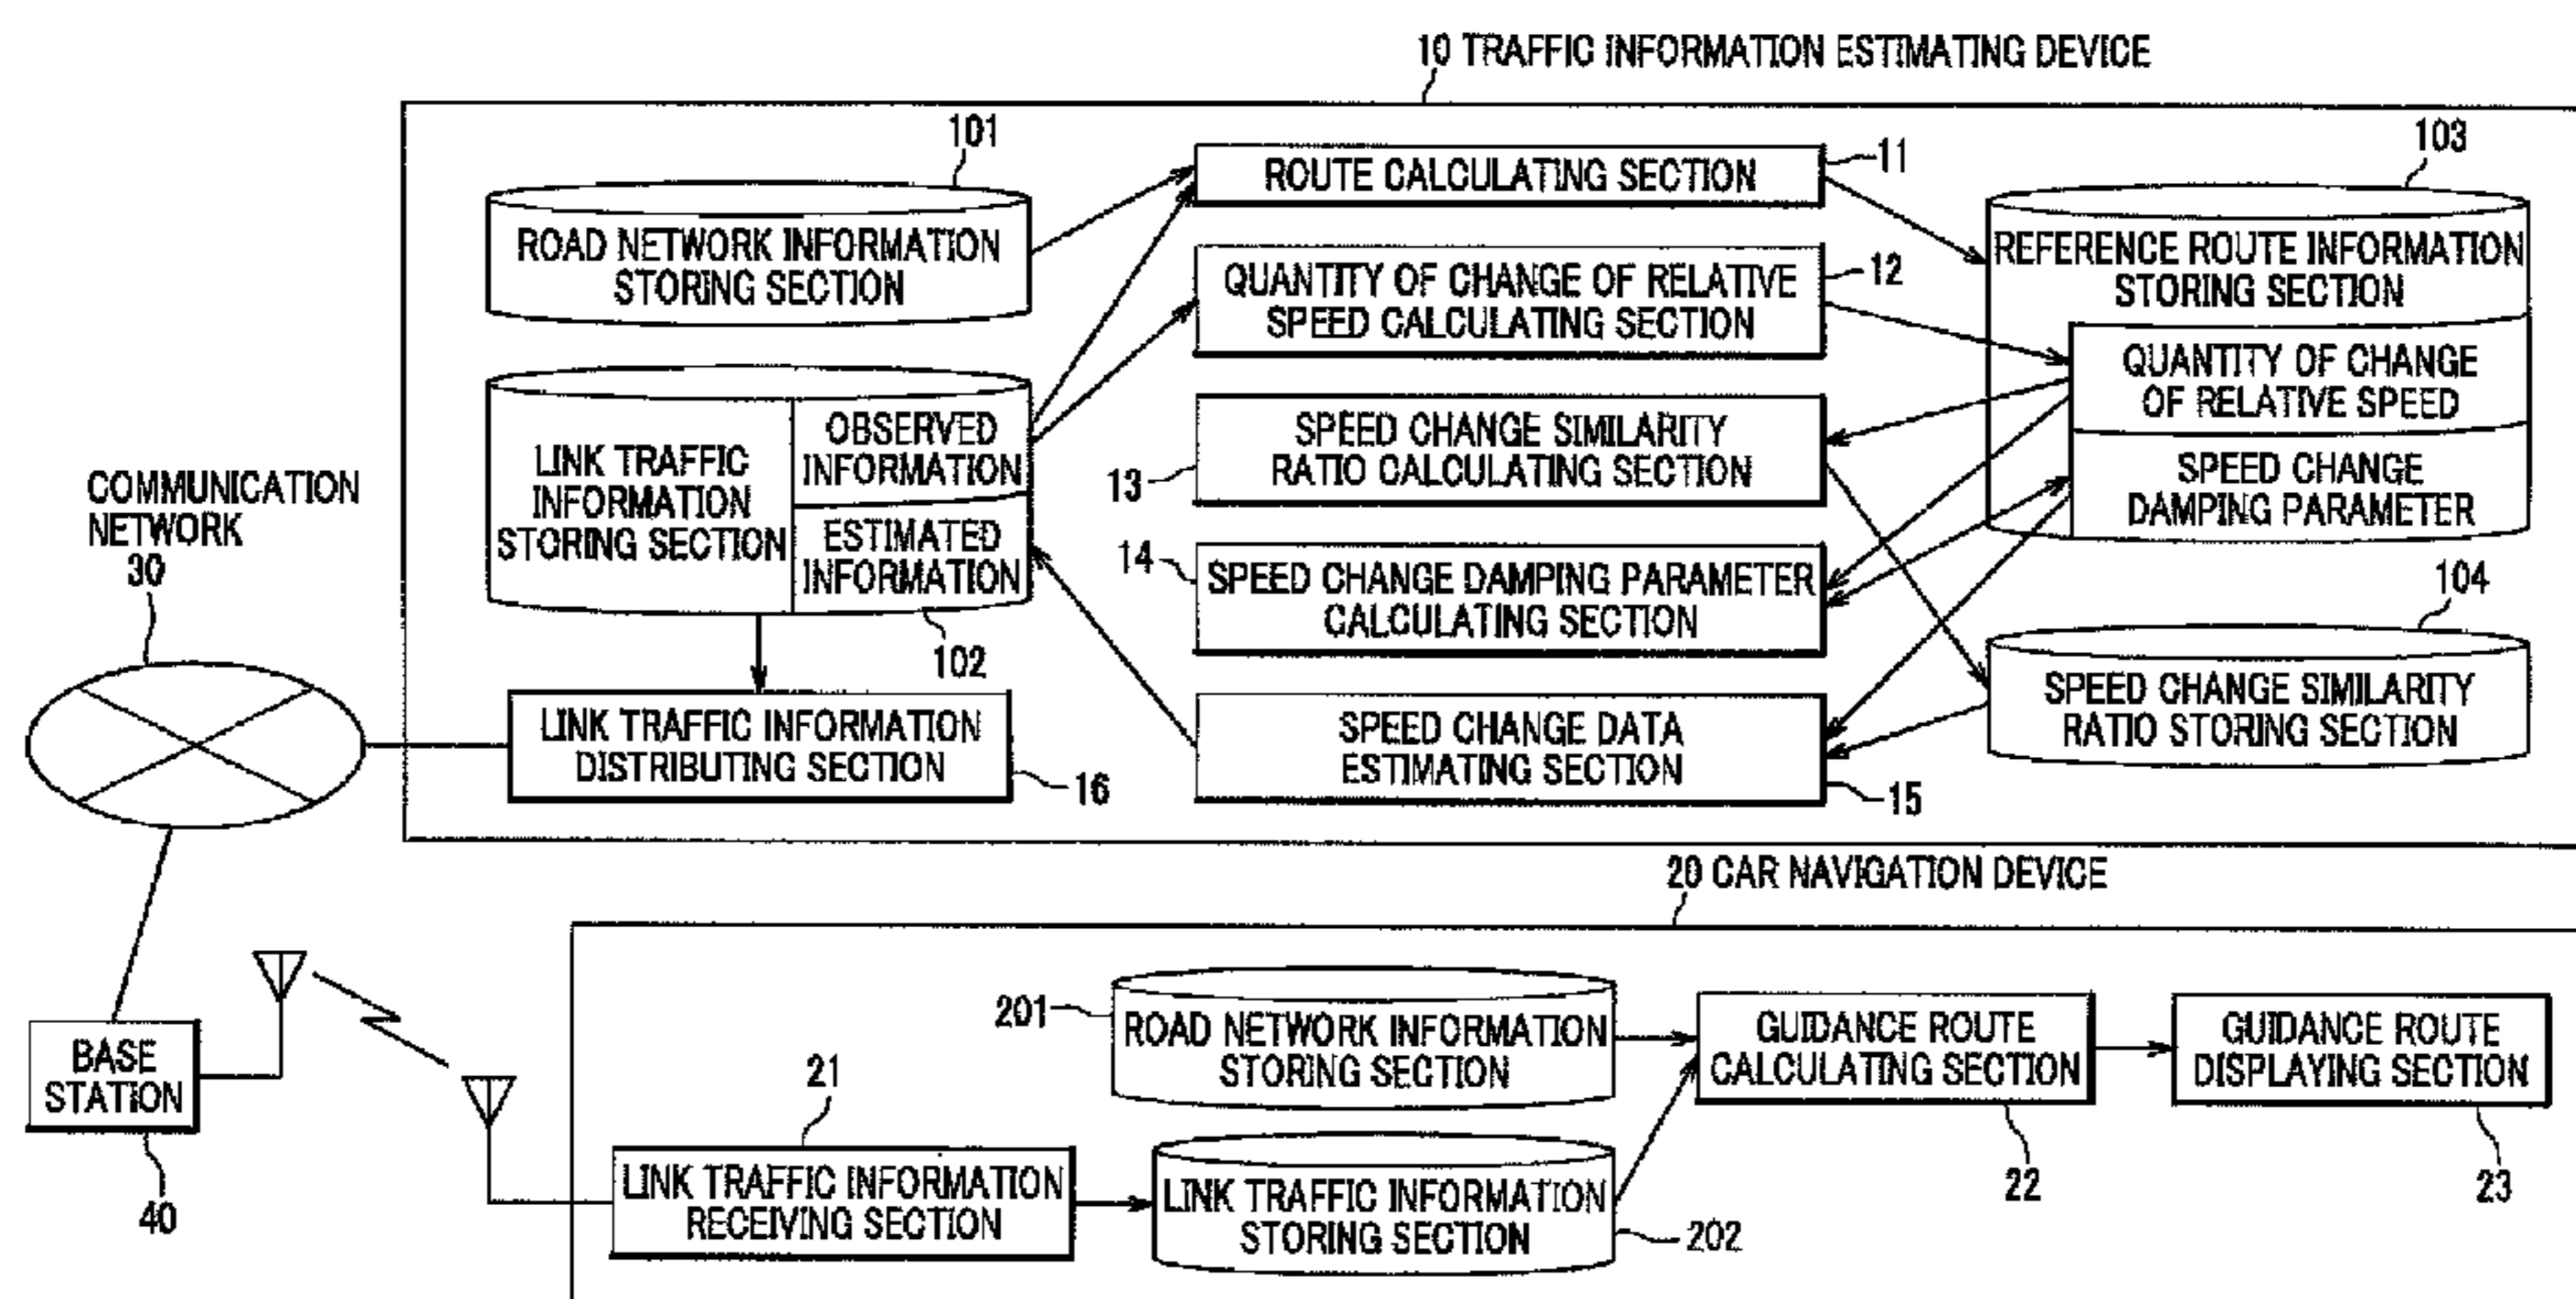 10 TRAFFIC INFORMATION ESTIMATING DEVICE
101
ROAD NETWORK INFORMATION
STORING SECTION
ROUTE CALCULATING SECTION
11
103
REFERENCE ROUTE INFORMATION
STORING SECTION
QUANTITY OF CHANGE OF RELATIVE
SPEED CALCULATING SECTION
12
QUANTITY OF CHANGE
OF RELATIVE SPEED
SPEED CHANGE
DAMPING PARAMETER
LINK TRAFFIC
INFORMATION
STORING SECTION
OBSERVED
INFORMATION
ESTIMATED
INFORMATION
102
SPEED CHANGE SIMILARITY
RATIO CALCULATING SECTION
13
14
SPEED CHANGE DAMPING PARAMETER
CALCULATING SECTION
104
SPEED CHANGE SIMILARITY
RATIO STORING SECTION
COMMUNICATION
NETWORK
30
LINK TRAFFIC INFORMATION
DISTRIBUTING SECTION
16
SPEED CHANGE DATA
ESTIMATING SECTION
15
20 CAR NAVIGATION DEVICE
BASE
STATION
40
21
LINK TRAFFIC INFORMATION
RECEIVING SECTION
201
ROAD NETWORK INFORMATION
STORING SECTION
LINK TRAFFIC INFORMATION
STORING SECTION
202
GUIDANCE ROUTE
CALCULATING SECTION
22
GUIDANCE ROUTE
DISPLAYING SECTION
23